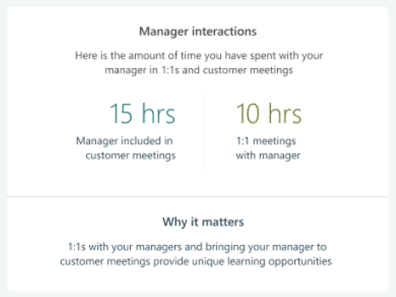 Manager interactions
Here is the amount of time you have spent with your
manager in 1:1s and customer meetings
15 hrs
Manager included in
customer meetings
10 hrs
1:1 meetings
with manager
Why it matters
1:1s with your managers and bringing your manager to
customer meetings provide unique learning opportunities